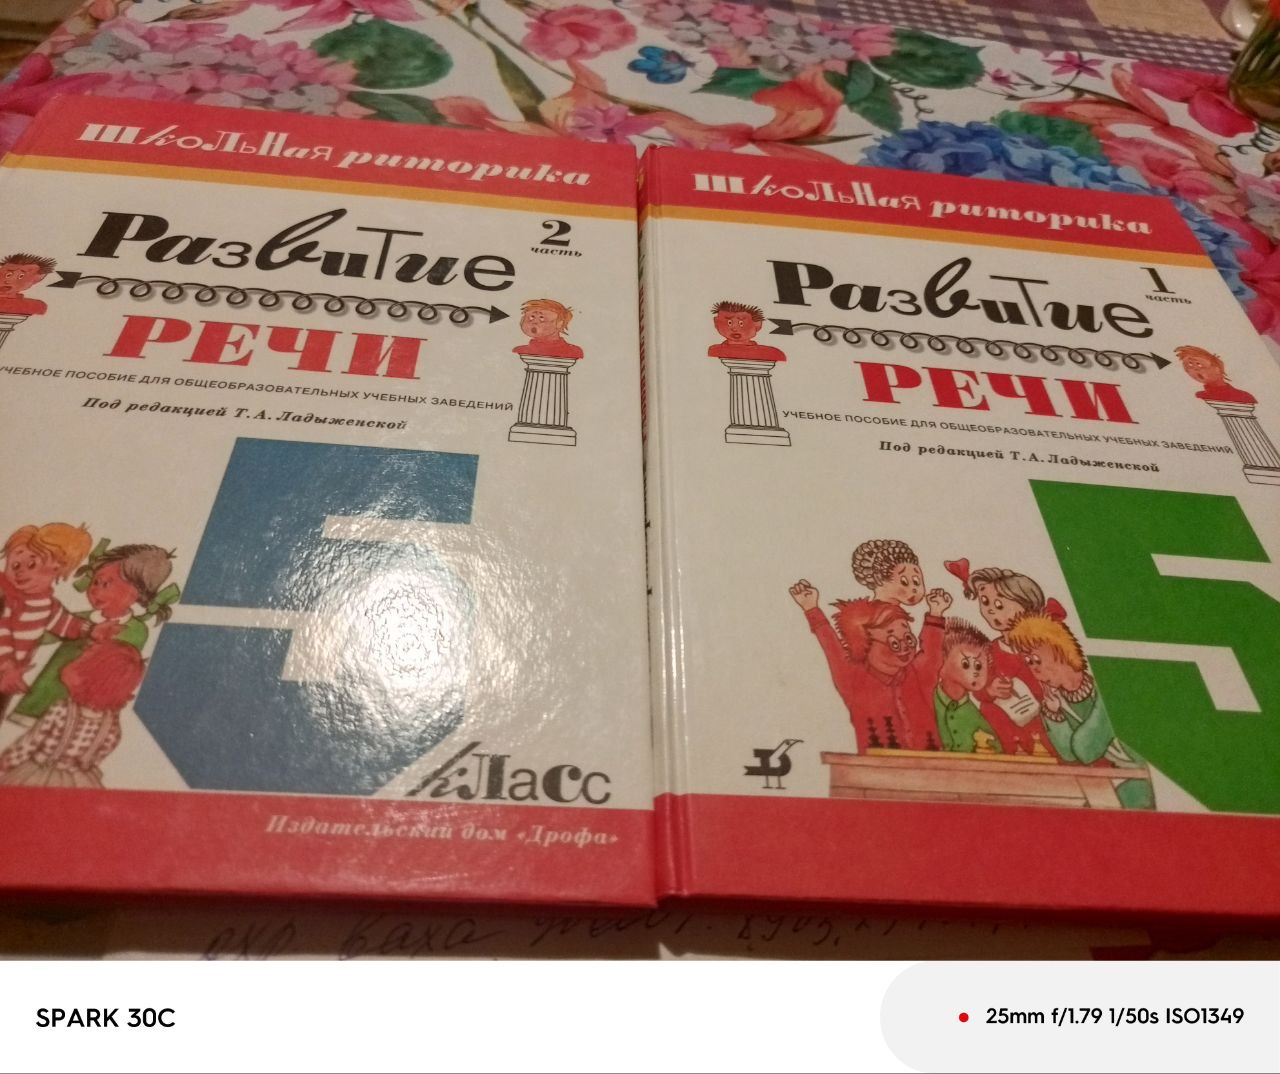 Школьная риторика
Развитие
2
часть
РЕЧИ
УЧЕБНОЕ ПОСОБИЕ ДЛЯ ОБЩЕОБРАЗОВАТЕЛЬНЫХ УЧЕБНЫХ ЗАВЕДЕНИЙ
Под редакцией Т.А. Ладыженской
5
класс
Издательский дом «Дрофа»
Школьная риторика
Развитие
1
часть
РЕЧИ
УЧЕБНОЕ ПОСОБИЕ ДЛЯ ОБЩЕОБРАЗОВАТЕЛЬНЫХ УЧЕБНЫХ ЗАВЕДЕНИЙ
Под редакцией Т.А. Ладыженской
5
SPARK 30C
25mm f/1.79 1/50s ISO1349